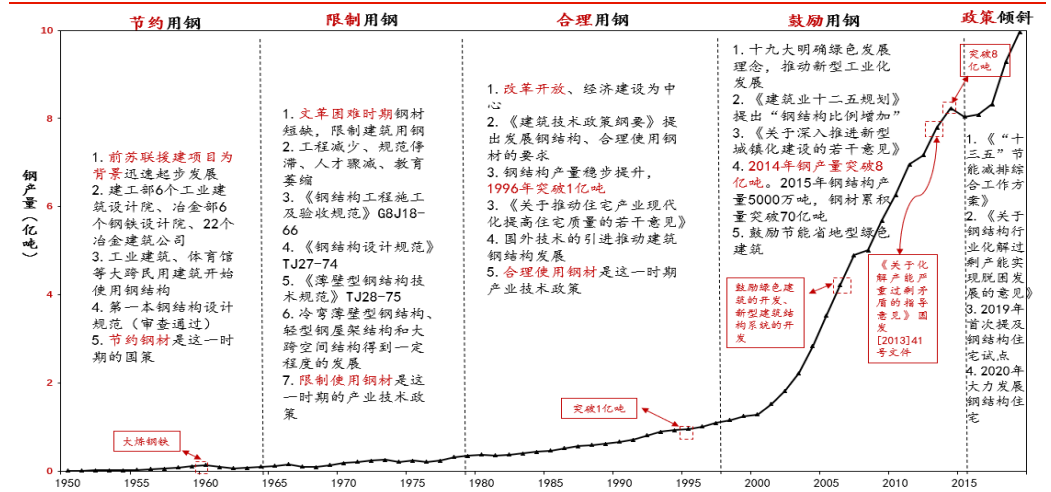 节约用钢
限制用钢
合理用钢
鼓励用钢
政策倾斜
钢产量（亿吨）
10
8
6
4
2
0
1. 前苏联援建项目为
背景迅速起步发展
2. 建工部6个工业建
筑设计院、冶金部6
个钢铁设计院、22个
冶金建筑公司
3. 工业建筑、体育馆
等大跨民用建筑开始
使用钢结构
4. 第一本钢结构设计
规范（审查通过）
5. 节约钢材是这一时
期的国策
大炼钢铁
1. 文革困难时期钢材
短缺，限制建筑用钢
2. 工程减少、规范停
滞、人才骤减、教育
萎缩
3. 《钢结构工程施工
及验收规范》GBJ18-
66
4. 《钢结构设计规范》
TJ27-74
5. 《薄壁型钢结构技
术规范》TJ28-75
6. 冷弯薄壁型钢结构、
轻型钢屋架结构和大
跨空间结构得到一定
程度的发展
7. 限制使用钢材是这
一时期的产业技术政
策
1. 改革开放、经济建设为中
心
2. 《建筑技术政策纲要》提
出发展钢结构、合理使用钢
材的要求
3. 钢结构产量稳步提升，
1996年突破1亿吨
3. 《关于推动住宅产业现代
化提高住宅质量的若干意见》
4. 国外技术的引进推动建筑
钢结构发展
5. 合理使用钢材是这一时期
产业技术政策
突破1亿吨
1. 十九大明确绿色发展
理念，推动新型工业化
发展
2. 《建筑业十二五规划》
提出“钢结构比例增加”
3. 《关于深入推进新型
城镇化建设的若干意见》
4. 2014年钢产量突破8
亿吨。2015年钢结构产
量5000万吨，钢材累积
量突破70亿吨
5. 鼓励节能省地型绿色
建筑
鼓励绿色建
筑的开发、
新型建筑结
构系统的开
发
突破8
亿吨
《关于化
解产能严
重过剩矛
盾的指导
意见》国
发
[2013]41
号文件
1. 《“十
三五”节
能减排综
合工作方
案》
2. 《关于
钢铁行
业化解过
剩产能实
现脱困发
展的意见》
3. 2019年
首次提及
钢结构住
宅试点
4. 2020年
大力发展
钢结构住
宅
1950 1955 1960 1965 1970 1975 1980 1985 1990 1995 2000 2005 2010 2015